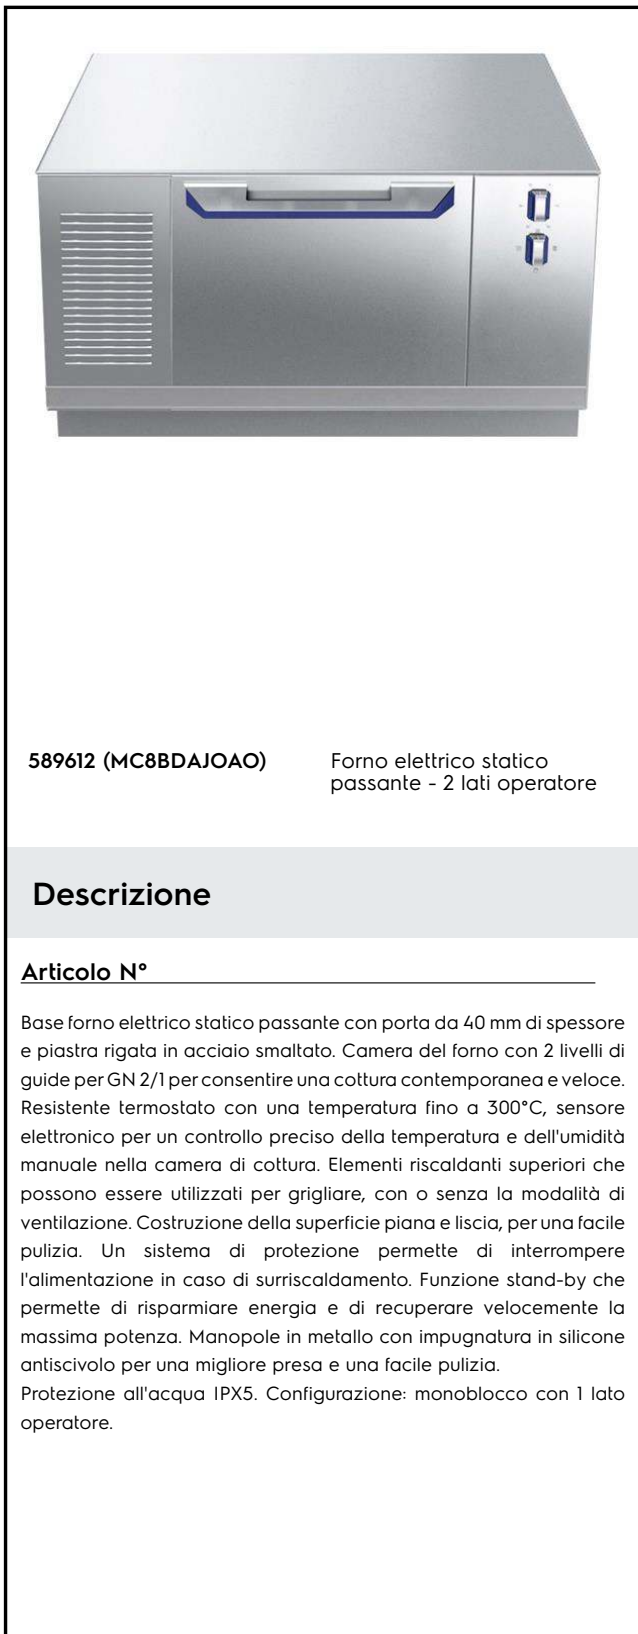 589612 (MC8BDAJOAO)
Forno elettrico statico
passante - 2 lati operatore
Descrizione
Articolo N°
Base forno elettrico statico passante con porta da 40 mm di spessore
e piastra rigata in acciaio smaltato. Camera del forno con 2 livelli di
guide per GN 2/1 per consentire una cottura contemporanea e veloce.
Resistente termostato con una temperatura fino a 300°C, sensore
elettronico per un controllo preciso della temperatura e dell'umidità
manuale nella camera di cottura. Elementi riscaldanti superiori che
possono essere utilizzati per grigliare, con o senza la modalità di
ventilazione. Costruzione della superficie piana e liscia, per una facile
pulizia. Un sistema di protezione permette di interrompere
l'alimentazione in caso di surriscaldamento. Funzione stand-by che
permette di risparmiare energia e di recuperare velocemente la
massima potenza. Manopole in metallo con impugnatura in silicone
antiscivolo per una migliore presa e una facile pulizia.
Protezione all'acqua IPX5. Configurazione: monoblocco con 1 lato
operatore.